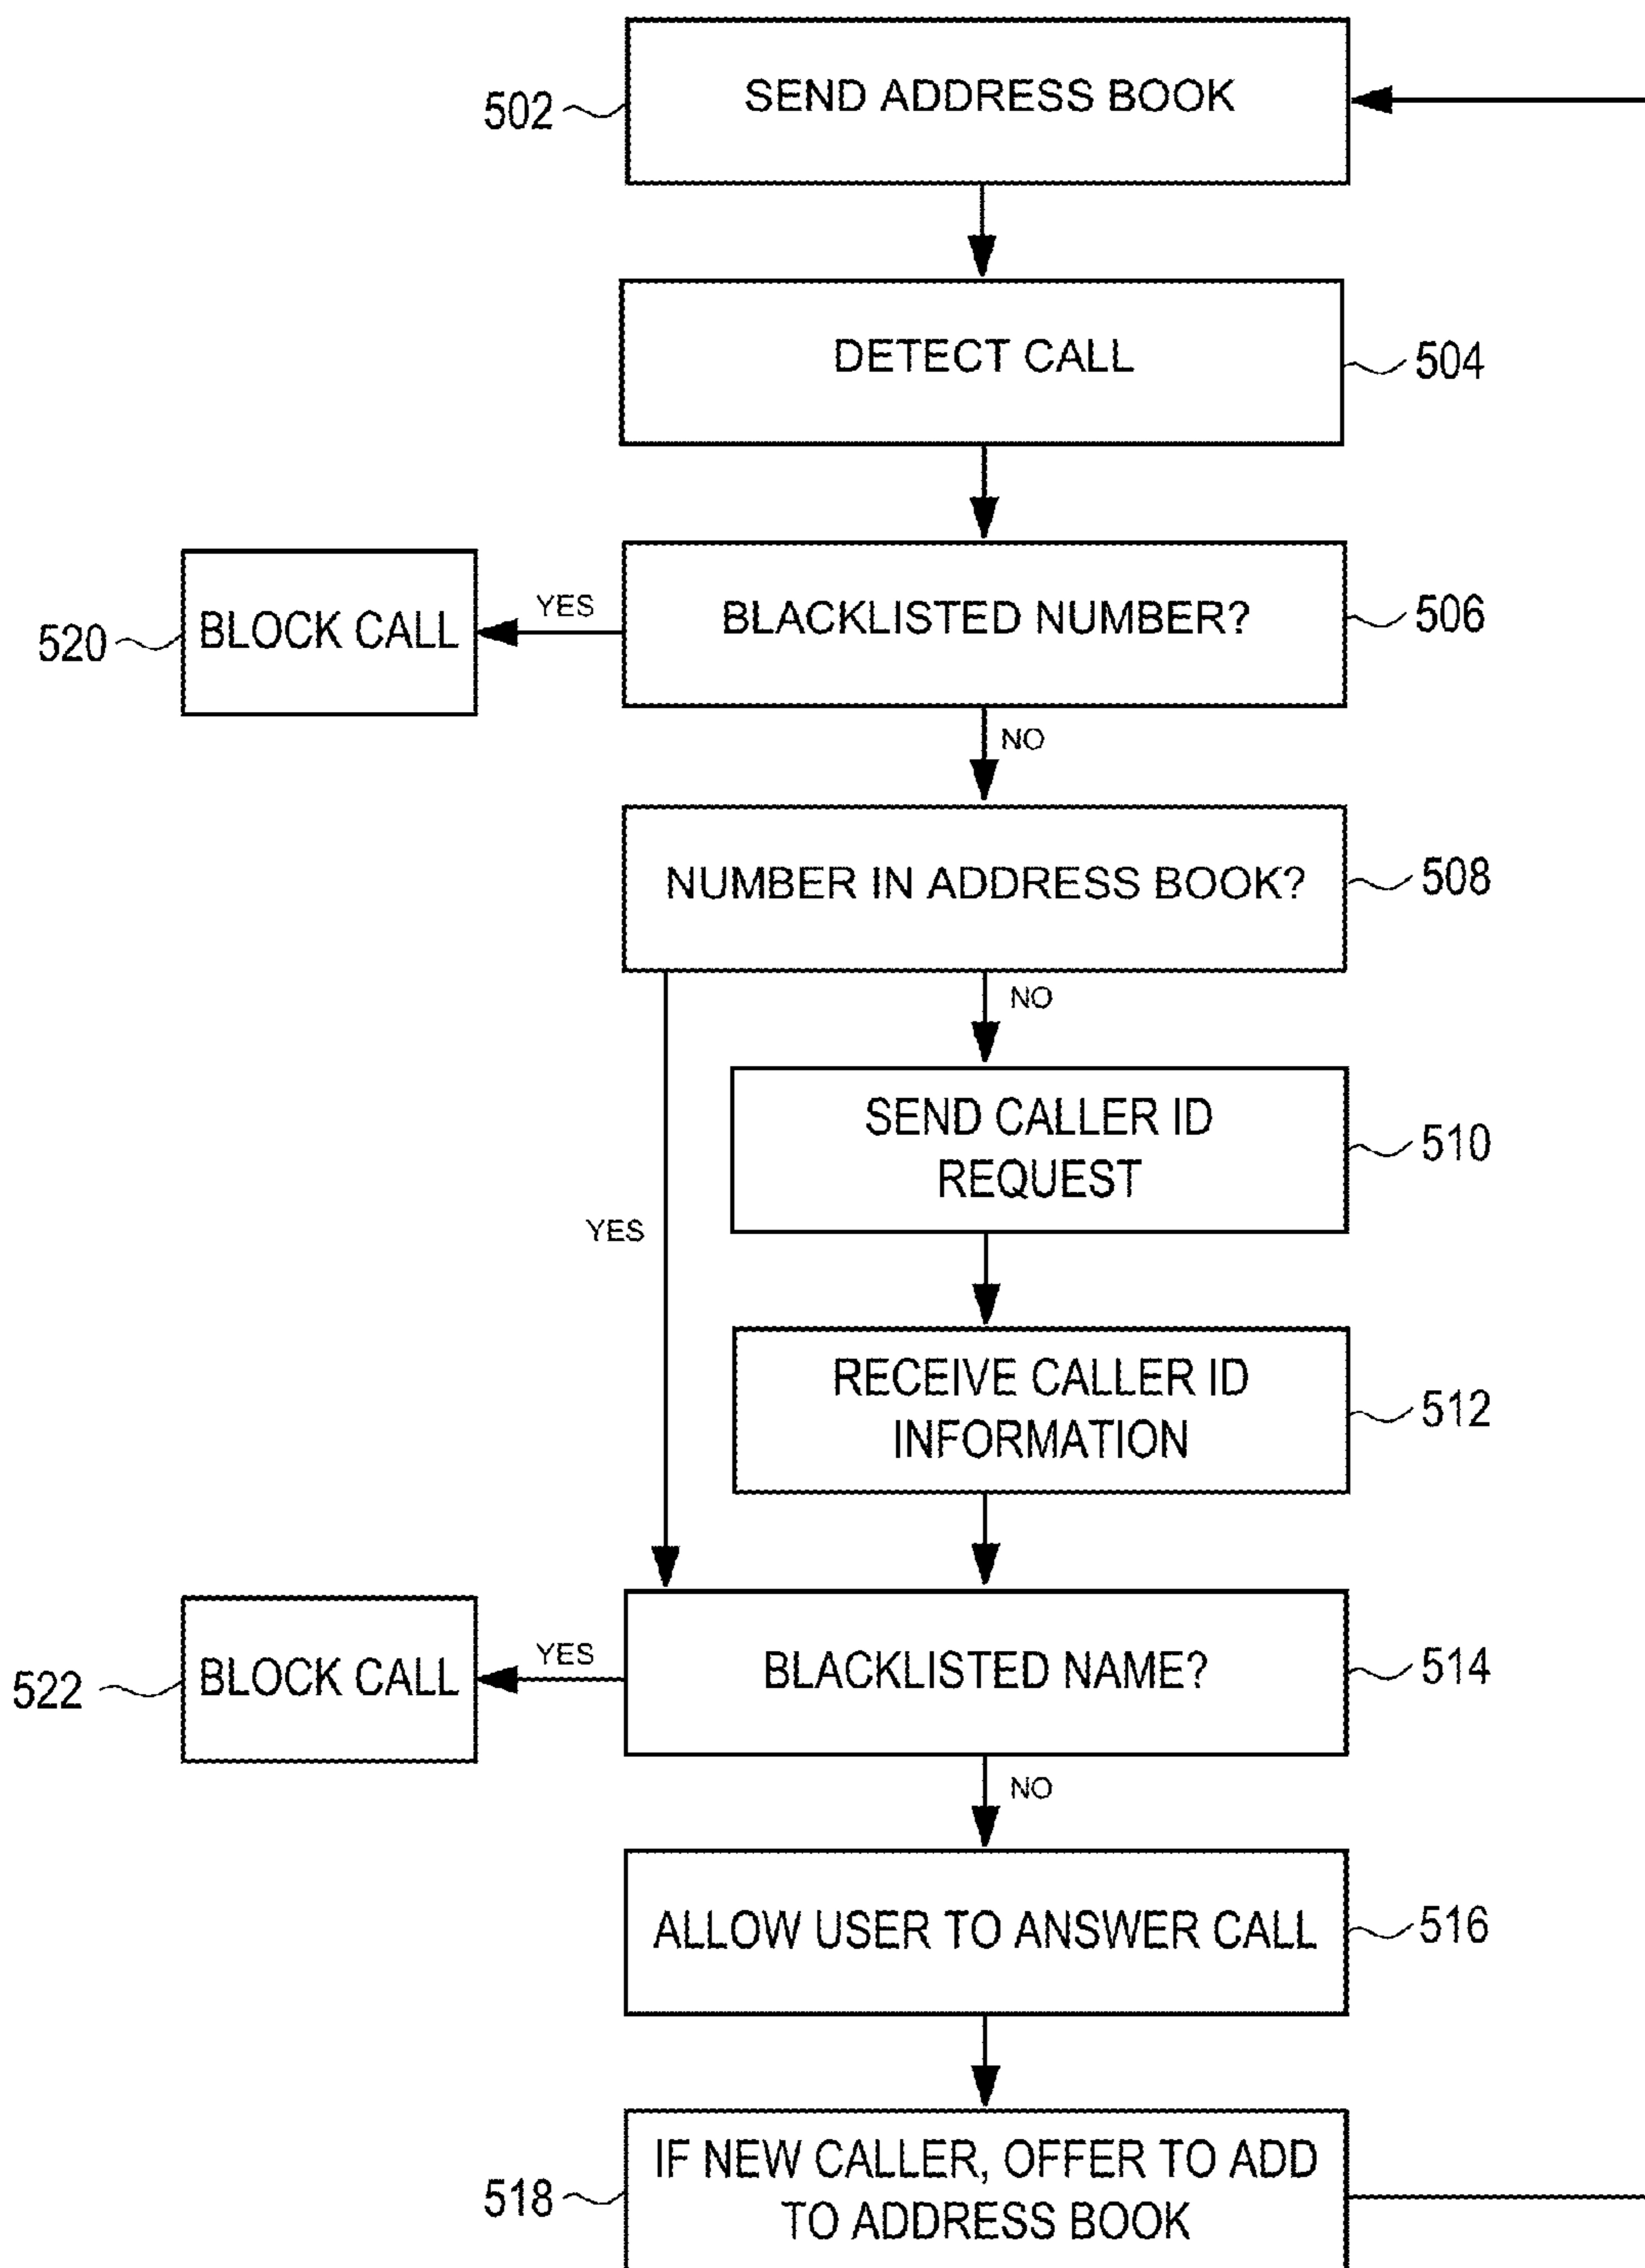 SEND ADDRESS BOOK
502
DETECT CALL
504
BLACKLISTED NUMBER?
506
YES
BLOCK CALL
520
NO
NUMBER IN ADDRESS BOOK?
508
NO
SEND CALLER ID
REQUEST
510
YES
RECEIVE CALLER ID
INFORMATION
512
BLACKLISTED NAME?
514
YES
BLOCK CALL
522
NO
ALLOW USER TO ANSWER CALL
516
IF NEW CALLER, OFFER TO ADD
TO ADDRESS BOOK
518